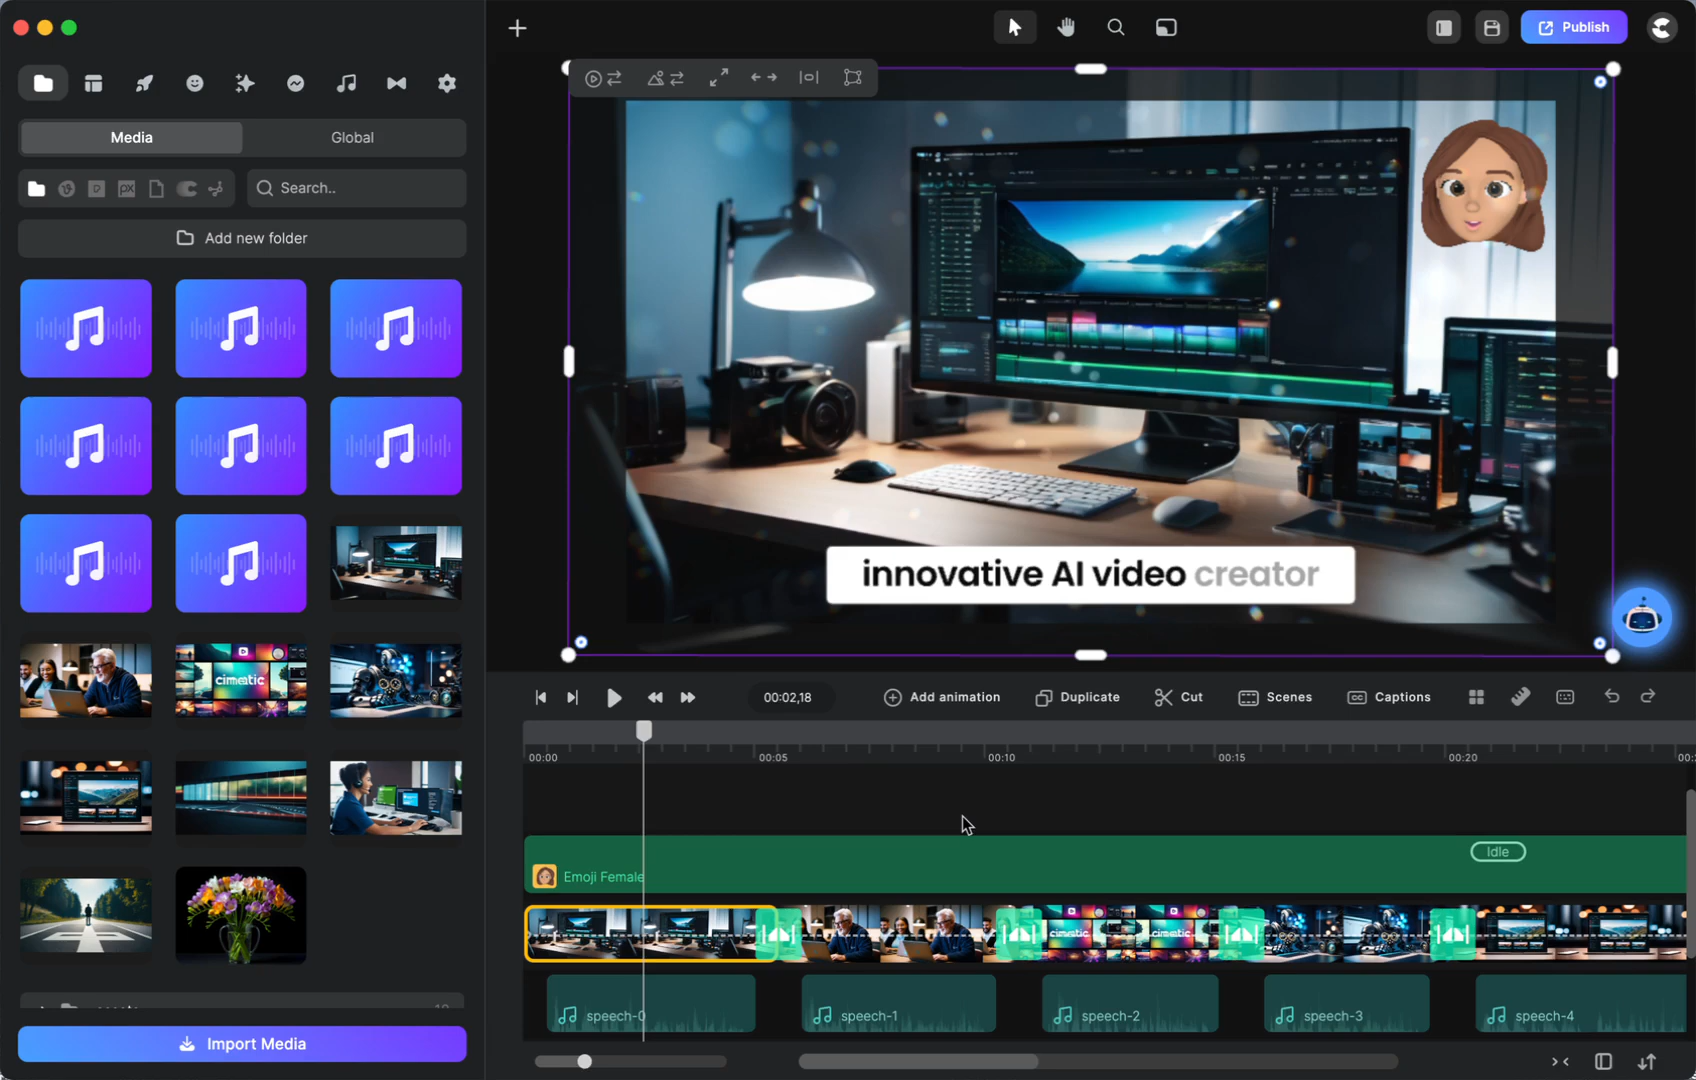 Publish
Media
Global
Search..
Add new folder
innovative AI video creator
00:02,18
Add animation
Duplicate
Cut
Scenes
Captions
00:00
00:05
00:10
00:15
00:20
Idle
Emoji Female
cimatic
cimatic
cimatic
speech-0
speech-1
speech-2
speech-3
speech-4
Import Media